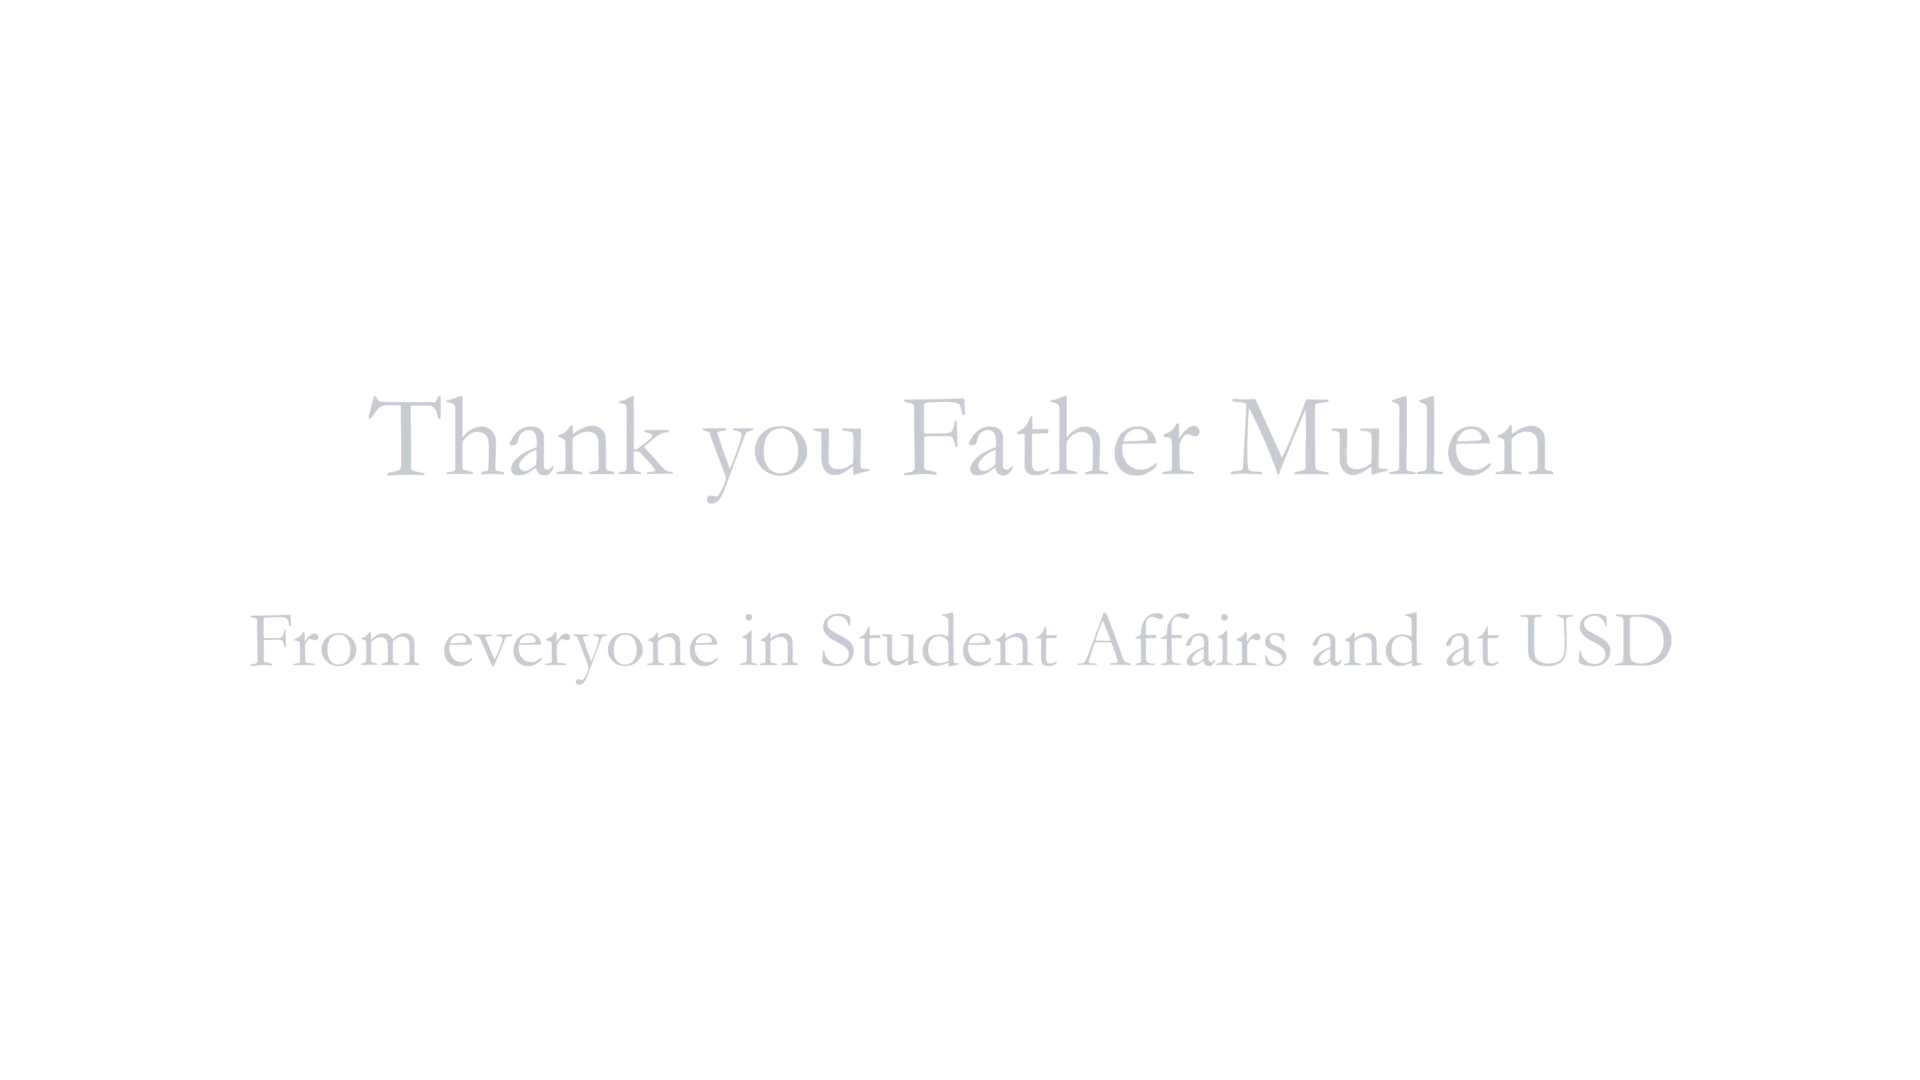 Thank you Father Mullen
From everyone in Student Affairs and at USD